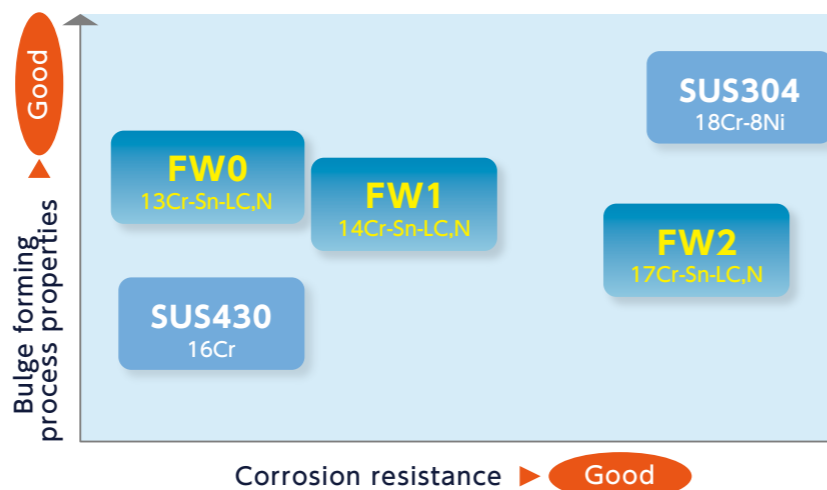 Good
Bulge forming
process properties
SUS304
18Cr-8Ni
FW0
13Cr-Sn-LC,N
FW1
14Cr-Sn-LC,N
FW2
17Cr-Sn-LC,N
SUS430
16Cr
Corrosion resistance
Good